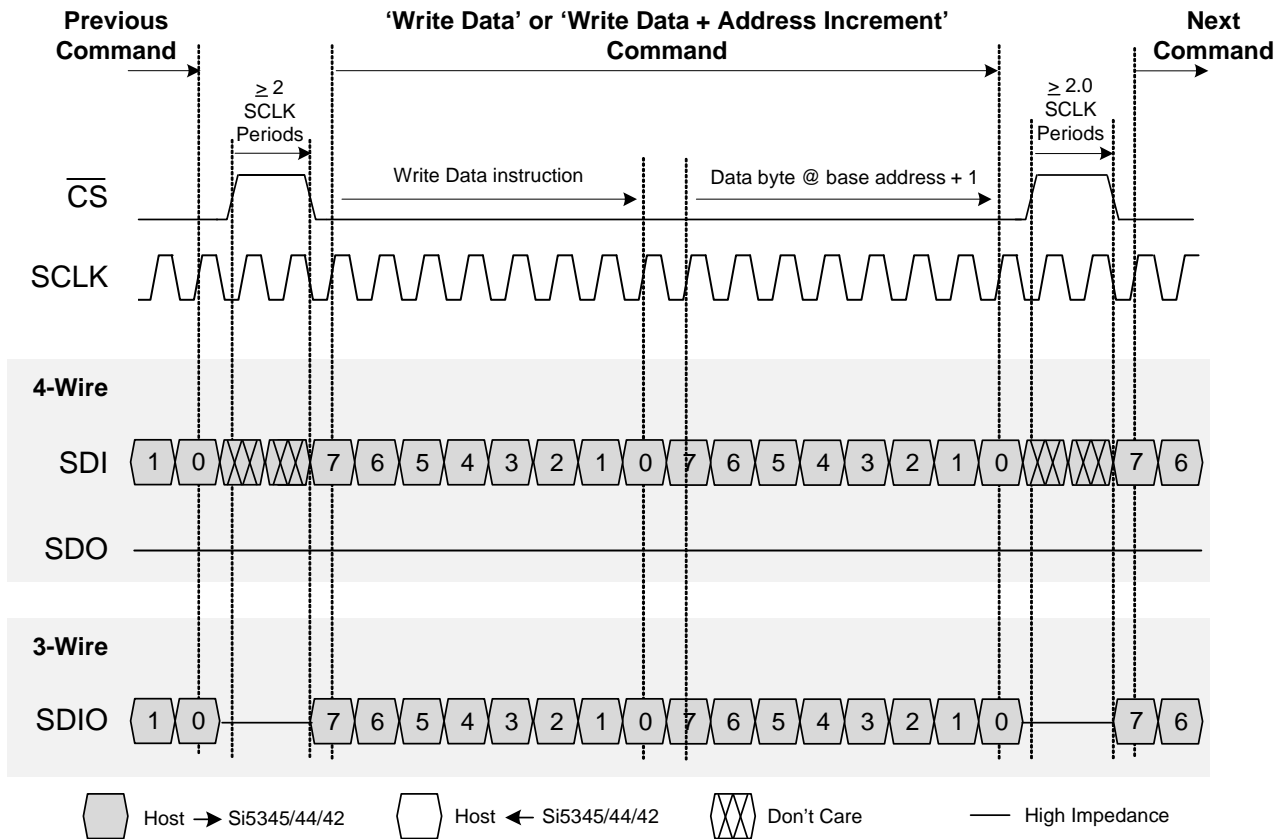 Previous
Command
‘Write Data’ or ‘Write Data + Address Increment’
Command
Next
Command
≥ 2
SCLK
Periods
≥ 2.0
SCLK
Periods
CS
Write Data instruction
Data byte @ base address + 1
SCLK
4-Wire
SDI 1 0 7 6 5 4 3 2 1 0 7 6 5 4 3 2 1 0 7 6
SDO
3-Wire
SDIO 1 0 7 6 5 4 3 2 1 0 7 6 5 4 3 2 1 0 7 6
Host → Si5345/44/42 Host ← Si5345/44/42 Don’t Care High Impedance